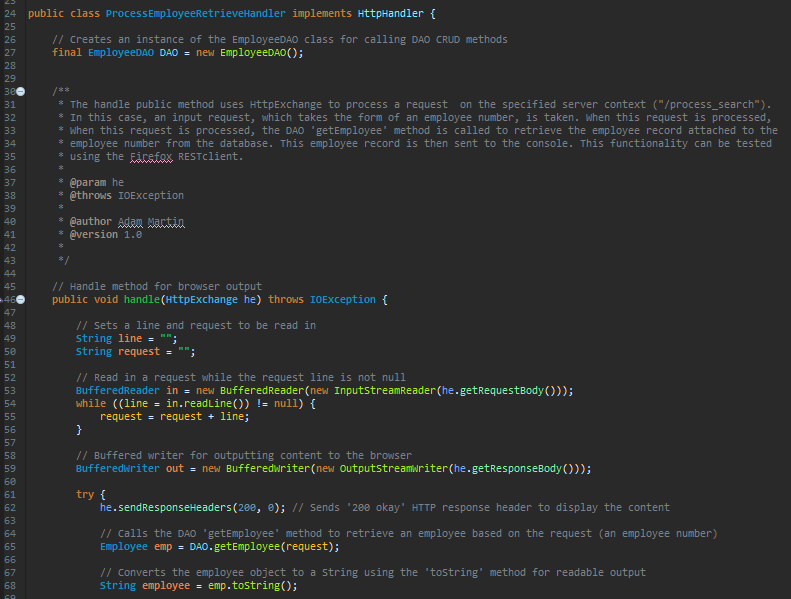 23
24 public class ProcessEmployeeRetrieveHandler implements HttpHandler {
25
26     // Creates an instance of the EmployeeDAO class for calling DAO CRUD methods
27     final EmployeeDAO DAO = new EmployeeDAO();
28
29
30     /**
31      * The handle public method uses HttpExchange to process a request  on the specified server context ("/process_search").
32      * In this case, an input request, which takes the form of an employee number, is taken. When this request is processed,
33      * When this request is processed, the DAO 'getEmployee' method is called to retrieve the employee record attached to the
34      * employee number from the database. This employee record is then sent to the console. This functionality can be tested
35      * using the Firefox RESTclient.
36      *
37      * @param he
38      * @throws IOException
39      *
40      * @author Adam Martin
41      * @version 1.0
42      *
43      */
44
45     // Handle method for browser output
46     public void handle(HttpExchange he) throws IOException {
47
48         // Sets a line and request to be read in
49         String line = "";
50         String request = "";
51
52         // Read in a request while the request line is not null
53         BufferedReader in = new BufferedReader(new InputStreamReader(he.getRequestBody()));
54         while ((line = in.readLine()) != null) {
55             request = request + line;
56         }
57
58         // Buffered writer for outputting content to the browser
59         BufferedWriter out = new BufferedWriter(new OutputStreamWriter(he.getResponseBody()));
60
61         try {
62             he.sendResponseHeaders(200, 0); // Sends '200 okay' HTTP response header to display the content
63
64             // Calls the DAO 'getEmployee' method to retrieve an employee based on the request (an employee number)
65             Employee emp = DAO.getEmployee(request);
66
67             // Converts the employee object to a String using the 'toString' method for readable output
68             String employee = emp.toString();
69